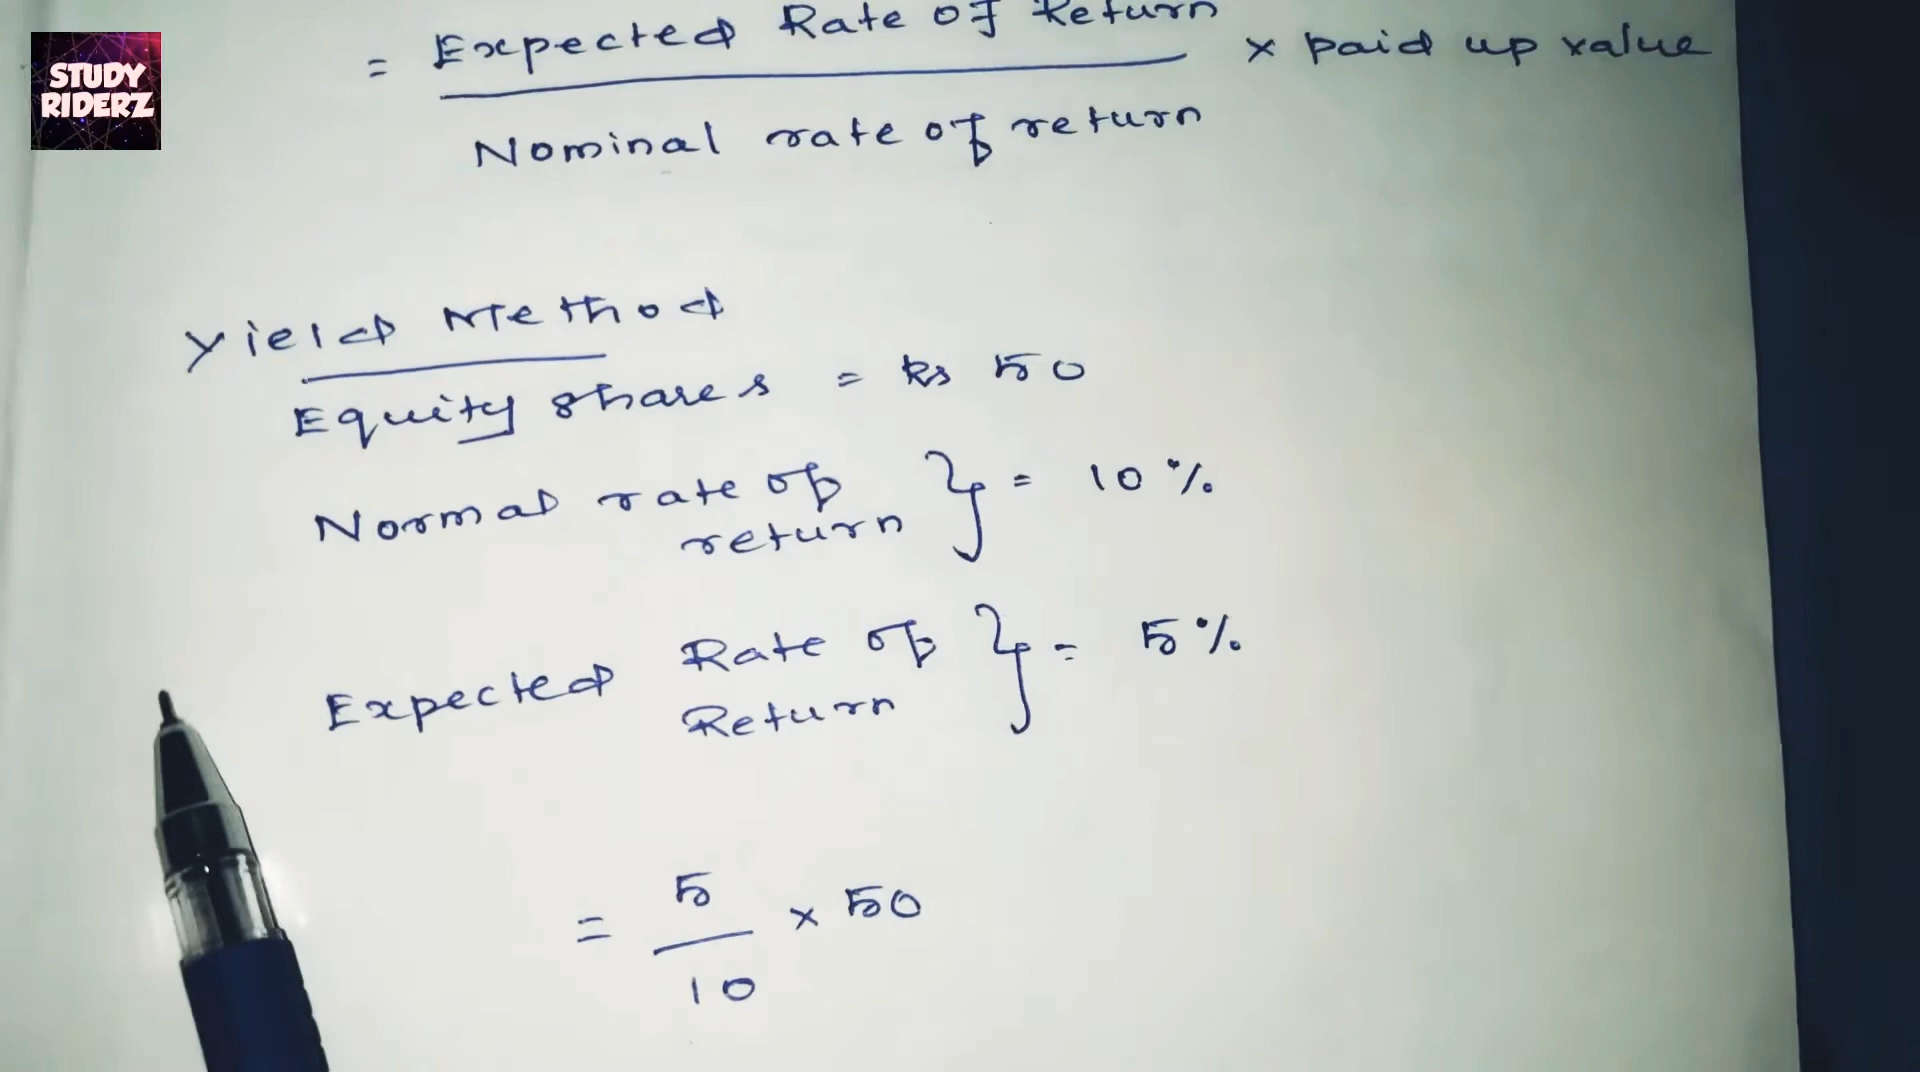 STUDY
RIDERZ
= Expected Rate of Return × paid up value
Nominal rate of return
Yield Method
Equity shares = Rs 50
Normal rate of return } = 10%
Expected Rate of Return } = 5%
= 5/10 × 50